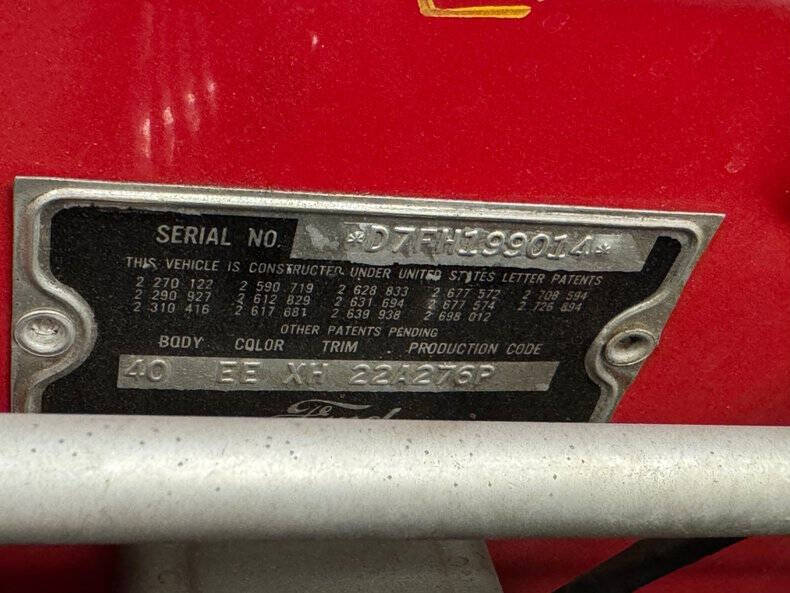 SERIAL NO. *D7FH199014*
THIS VEHICLE IS CONSTRUCTED UNDER UNITED STATES LETTER PATENTS
2 270 122 2 590 719 2 628 833 2 677 572 2 708 594
2 290 927 2 612 829 2 631 694 2 677 574 2 726 894
2 310 416 2 617 681 2 639 938 2 698 012
OTHER PATENTS PENDING
BODY COLOR TRIM PRODUCTION CODE
40 EE XH 22A276P
Ford